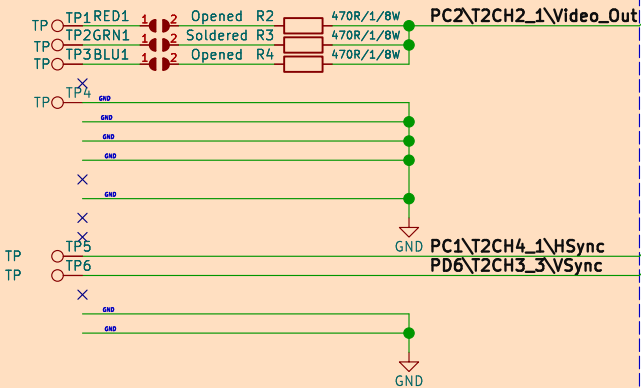 TP TP1 RED1 1 2 Opened R2 470R/1/8W PC2\T2CH2_1\Video_Out
TP TP2 GRN1 1 2 Soldered R3 470R/1/8W
TP TP3 BLU1 1 2 Opened R4 470R/1/8W
TP TP4
GND
GND
GND
GND
GND
GND
TP TP5 PC1\T2CH4_1\HSync
TP TP6 PD6\T2CH3_3\VSync
GND
GND
GND